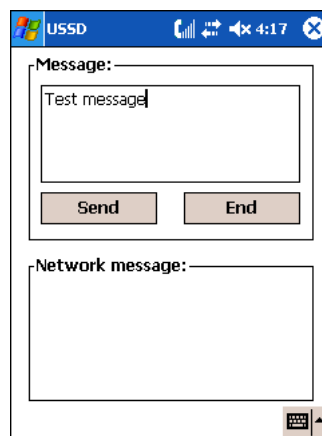 USSD 4:17
Message:
Test message
Send End
Network message: